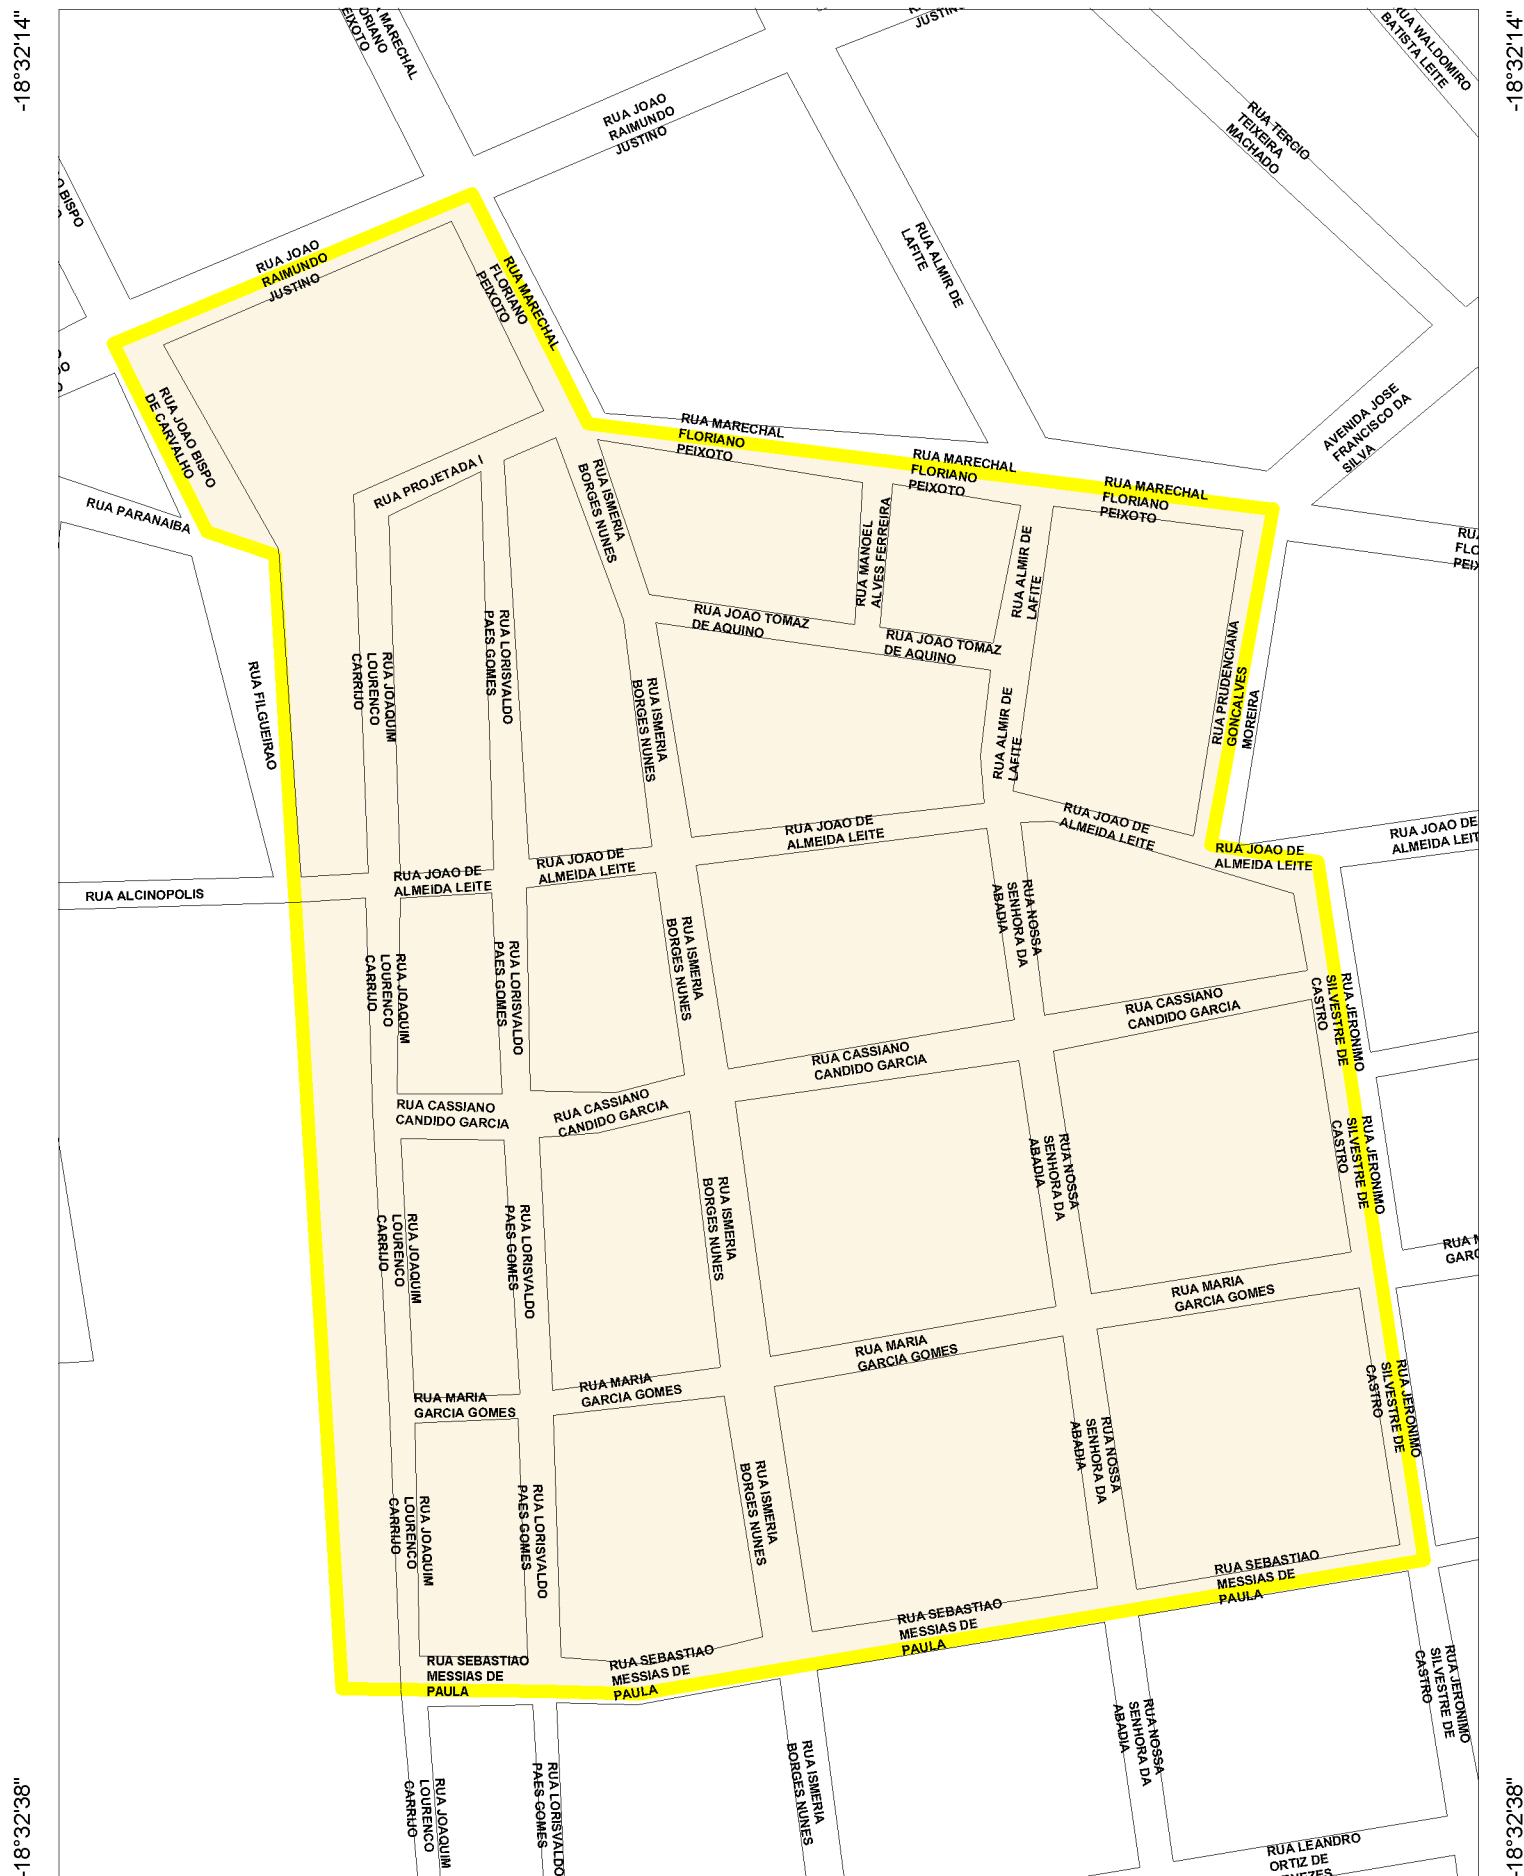 -18°32'14"
-18°32'14"
MARECHAL
PEIXOTO
JUSTIN
RUA WALDOMIRO
BATISTA LEITE
RUA JOAO
RAIMUNDO
JUSTINO
RUA TERCIO
TEIXEIRA
MACHADO
BISPO
RUA JOAO
RAIMUNDO
JUSTINO
RUA MARECHAL
FLORIANO
PEIXOTO
RUA ALMIR DE
LAFITE
RUA JOAO BISPO
DE CARVALHO
RUA MARECHAL
FLORIANO
PEIXOTO
RUA MARECHAL
FLORIANO
PEIXOTO
RUA MARECHAL
FLORIANO
PEIXOTO
AVENIDA JOSE
FRANCISCO DA
SILVA
RUA PROJETADA I
RUA PARANAIBA
RUA ISMERIA
BORGES NUNES
RUA MANOEL
ALVES FERREIRA
RUA ALMIR DE
LAFITE
RUA JOAO TOMAZ
DE AQUINO
RUA JOAO TOMAZ
DE AQUINO
RUA FILGUEIRAO
RUA JOAQUIM
LOURENCO
CARRIJO
RUA LORISVALDO
PAES GOMES
RUA ISMERIA
BORGES NUNES
RUA ALMIR DE
LAFITE
RUA PRUDENCIANA
GONCALVES
MOREIRA
RUA JOAO DE
ALMEIDA LEITE
RUA JOAO DE
ALMEIDA LEITE
RUA JOAO DE
ALMEIDA LEITE
RUA JOAO DE
ALMEIDA LEITE
RUA JOAO DE
ALMEIDA LEITE
RUA JOAO DE
ALMEIDA LEIT
RUA ALCINOPOLIS
RUA JOAQUIM
LOURENCO
CARRIJO
RUA LORISVALDO
PAES GOMES
RUA ISMERIA
BORGES NUNES
RUA NOSSA
SENHORA DA
ABADIA
RUA JERONIMO
SILVESTRE DE
CASTRO
RUA CASSIANO
CANDIDO GARCIA
RUA CASSIANO
CANDIDO GARCIA
RUA CASSIANO
CANDIDO GARCIA
RUA CASSIANO
CANDIDO GARCIA
RUA JOAQUIM
LOURENCO
CARRIJO
RUA LORISVALDO
PAES GOMES
RUA ISMERIA
BORGES NUNES
RUA NOSSA
SENHORA DA
ABADIA
RUA JERONIMO
SILVESTRE DE
CASTRO
RUA MARIA
GARCIA GOMES
RUA MARIA
GARCIA GOMES
RUA MARIA
GARCIA GOMES
RUA MARIA
GARCIA GOMES
RUA
GARC
RUA JOAQUIM
LOURENCO
CARRIJO
RUA LORISVALDO
PAES GOMES
RUA ISMERIA
BORGES NUNES
RUA NOSSA
SENHORA DA
ABADIA
RUA JERONIMO
SILVESTRE DE
CASTRO
RUA SEBASTIAO
MESSIAS DE
PAULA
RUA SEBASTIAO
MESSIAS DE
PAULA
RUA SEBASTIAO
MESSIAS DE
PAULA
RUA SEBASTIAO
MESSIAS DE
PAULA
RUA JOAQUIM
LOURENCO
CARRIJO
RUA LORISVALDO
PAES GOMES
RUA ISMERIA
BORGES NUNES
RUA NOSSA
SENHORA DA
ABADIA
RUA JERONIMO
SILVESTRE DE
CASTRO
RUA LEANDRO
ORTIZ DE
-18°32'38"
-18°32'38"